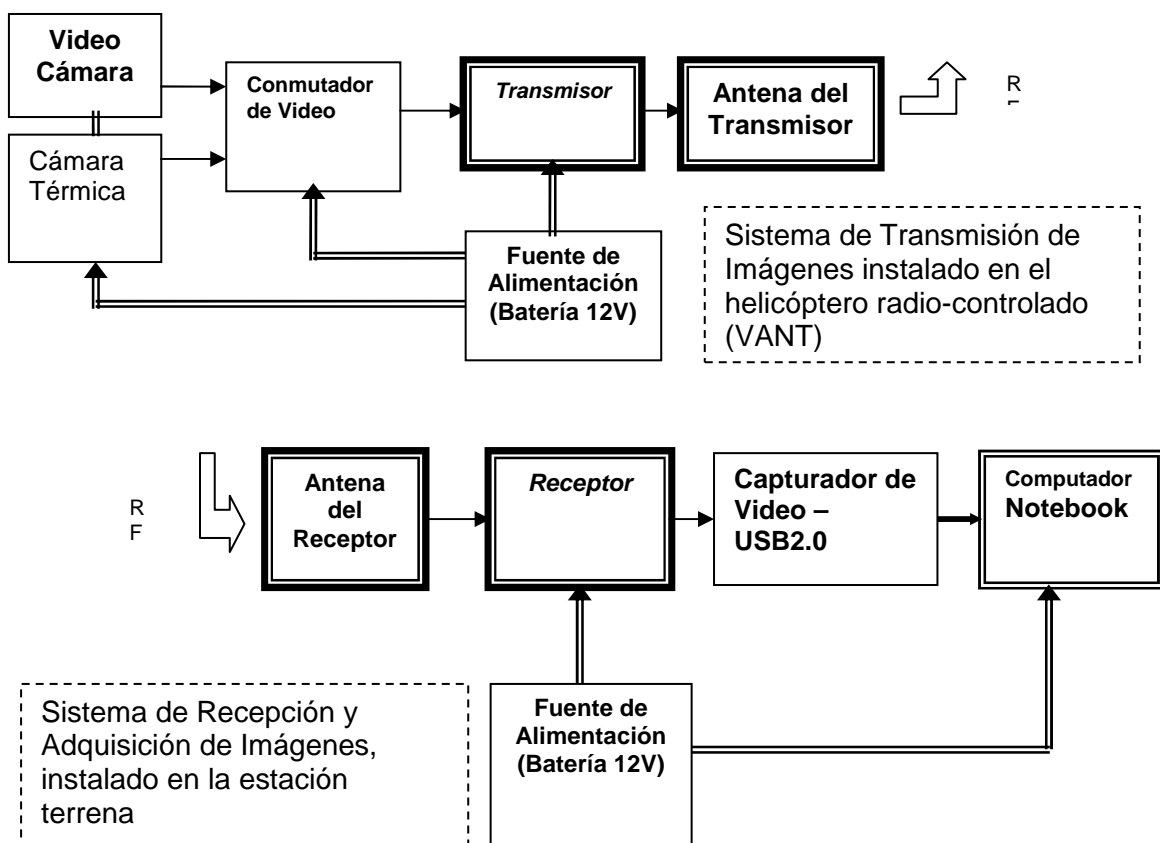 Video
Cámara
Conmutador
de Video
Transmisor
Antena del
Transmisor
R
F
Cámara
Térmica
Fuente de
Alimentación
(Batería 12V)
Sistema de Transmisión de
Imágenes instalado en el
helicóptero radio-controlado
(VANT)
R
F
Antena
del
Receptor
Receptor
Capturador de
Video –
USB2.0
Computador
Notebook
Sistema de Recepción y
Adquisición de Imágenes,
instalado en la estación
terrena
Fuente de
Alimentación
(Batería 12V)